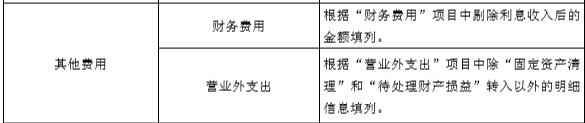 其他费用
财务费用
根据“财务费用”项目中剔除利息收入后的
金额填列。
营业外支出
根据“营业外支出”项目中除“固定资产清
理”和“待处理财产损益”转入以外的明细
信息填列。